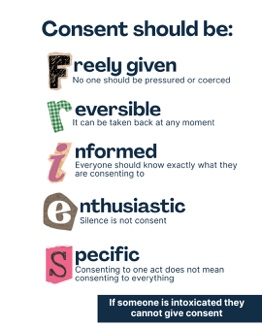 Consent should be:
Freely given
No one should be pressured or coerced
reversible
It can be taken back at any moment
informed
Everyone should know exactly what they
are consenting to
enthusiastic
Silence is not consent
Specific
Consenting to one act does not mean
consenting to everything
If someone is intoxicated they
cannot give consent